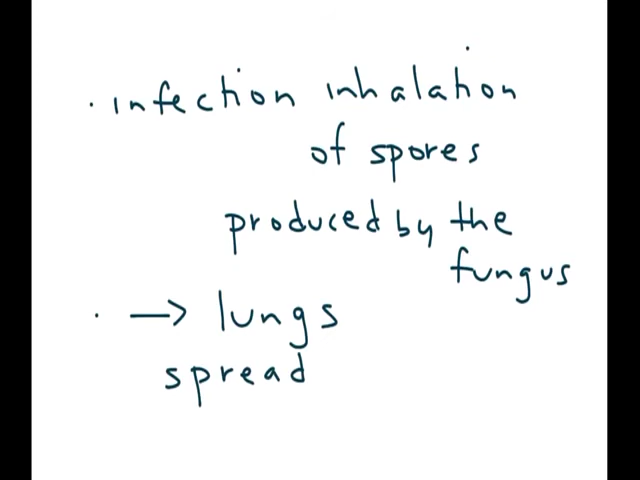 · infection inhalation
of spores
produced by the
fungus
· → lungs
spread